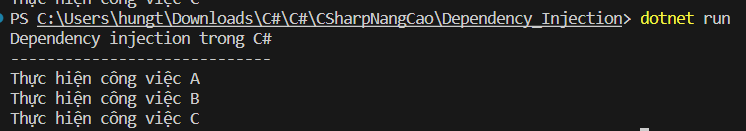 PS C:\Users\hungt\Downloads\C#\C#\CSharpNangCao\Dependency_Injection> dotnet run
Dependency injection trong C#
----------------------------
Thực hiện công việc A
Thực hiện công việc B
Thực hiện công việc C